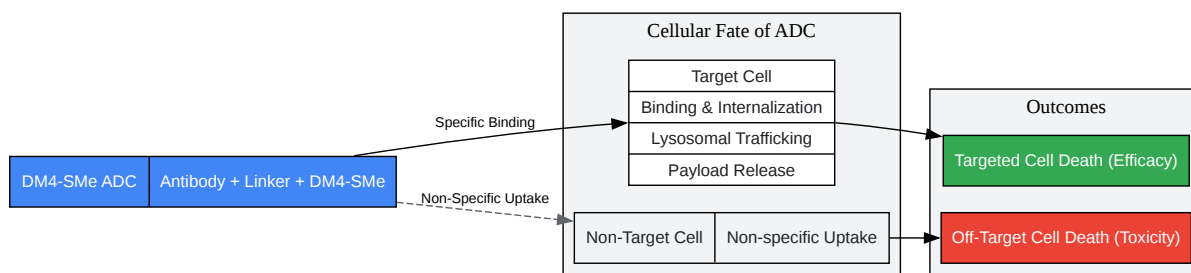 Cellular Fate of ADC
Target Cell
Binding & Internalization
Lysosomal Trafficking
Payload Release
Outcomes
Specific Binding
Targeted Cell Death (Efficacy)
DM4-SMe ADC
Antibody + Linker + DM4-SMe
Non-Specific Uptake
Non-Target Cell
Non-specific Uptake
Off-Target Cell Death (Toxicity)